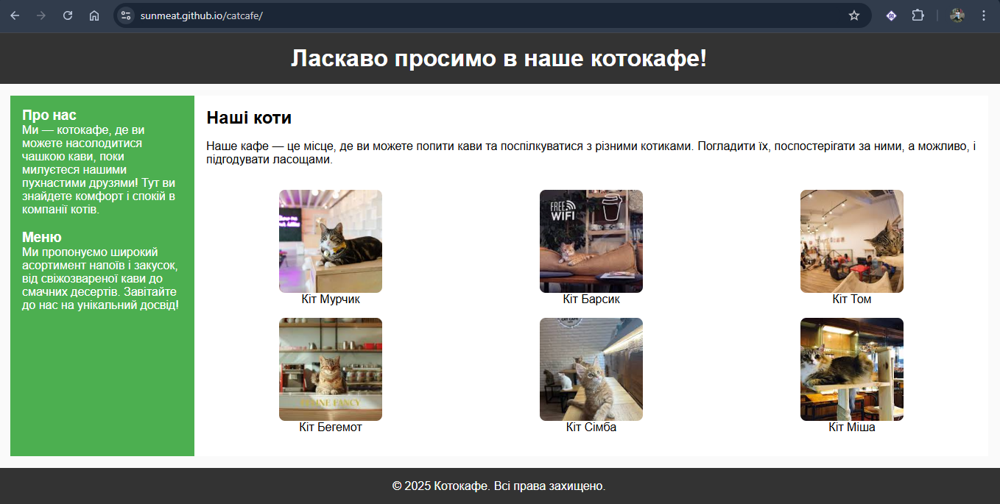 sunmeat.github.io/catcafe/
Ласкаво просимо в наше котокафе!
Про нас
Ми — котокафе, де ви
можете насолодитися
чашкою кави, поки
милуєтеся нашими
пухнастими друзями! Тут ви
знайдете комфорт і спокій в
компанії котів.
Меню
Ми пропонуємо широкий
асортимент напоїв і закусок,
від свіжозвареної кави до
смачних десертів. Завітайте
до нас на унікальний досвід!
Наші коти
Наше кафе — це місце, де ви можете попити кави та поспілкуватися з різними котиками. Погладити їх, поспостерігати за ними, а можливо, і
підгодувати ласощами.
FREE
WIFI
Кіт Мурчик
Кіт Барсик
Кіт Том
FANCY
CAT CAFE
Кіт Бегемот
Кіт Сімба
Кіт Міша
© 2025 Котокафе. Всі права захищено.